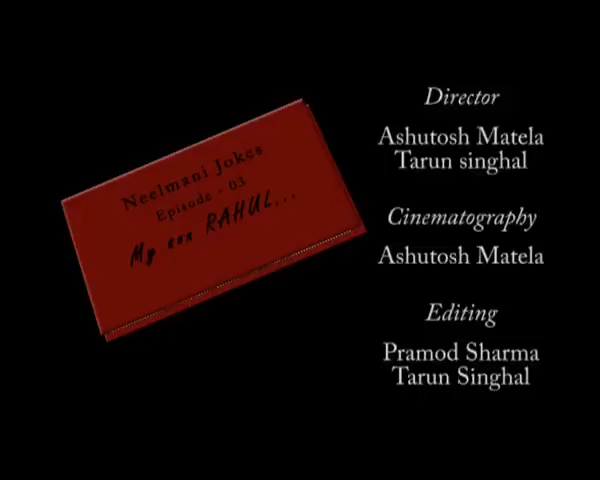 Neelmani Jokes
Episode - 03
My son RAHUL...
Director
Ashutosh Matela
Tarun singhal
Cinematography
Ashutosh Matela
Editing
Pramod Sharma
Tarun Singhal